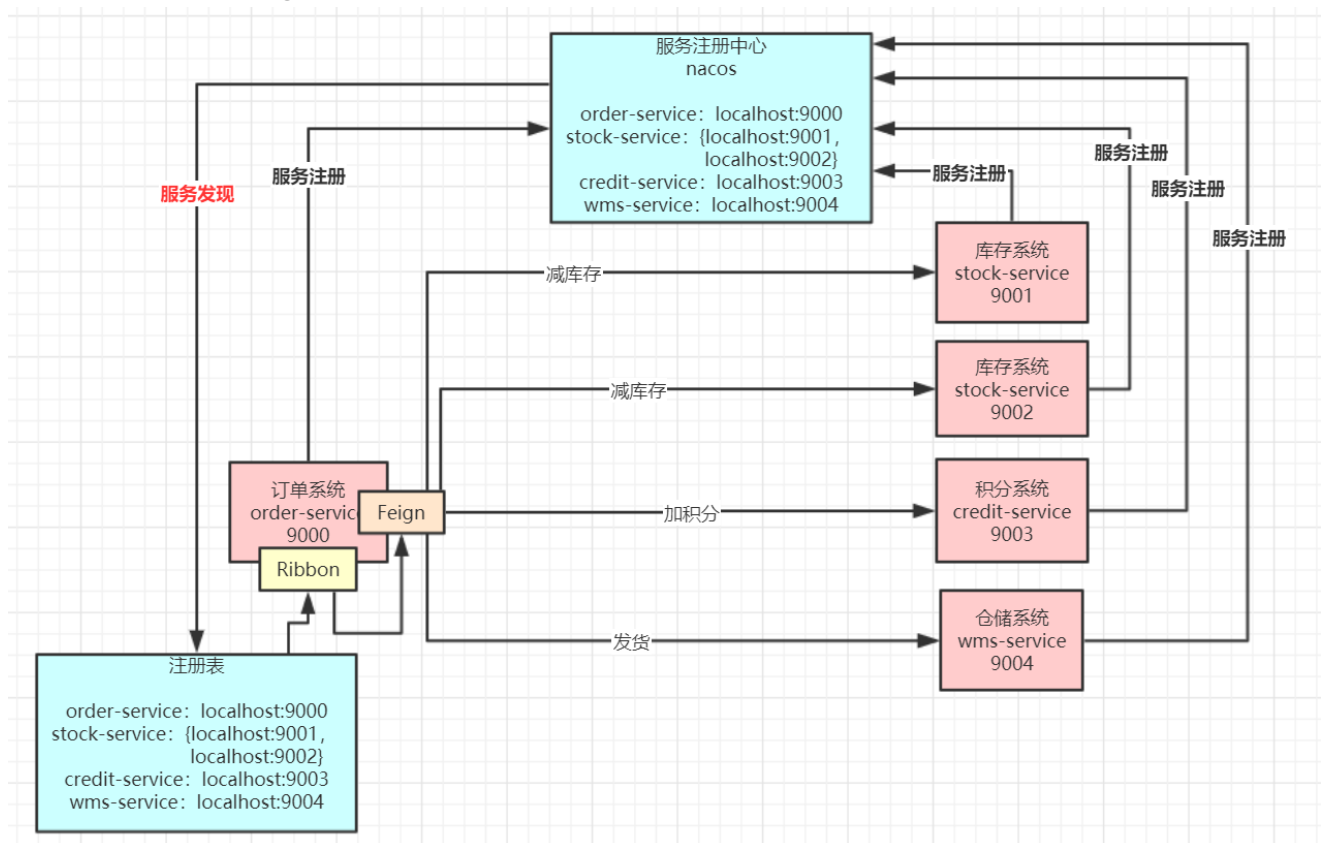 服务注册中心
nacos
order-service：localhost:9000
stock-service：{localhost:9001，
localhost:9002}
credit-service：localhost:9003
wms-service：localhost:9004
服务发现
服务注册
服务注册
服务注册
服务注册
服务注册
减库存
库存系统
stock-service
9001
减库存
库存系统
stock-service
9002
订单系统
order-servic
9000
Feign
Ribbon
加积分
积分系统
credit-service
9003
发货
仓储系统
wms-service
9004
注册表
order-service：localhost:9000
stock-service：{localhost:9001，
localhost:9002}
credit-service：localhost:9003
wms-service：localhost:9004